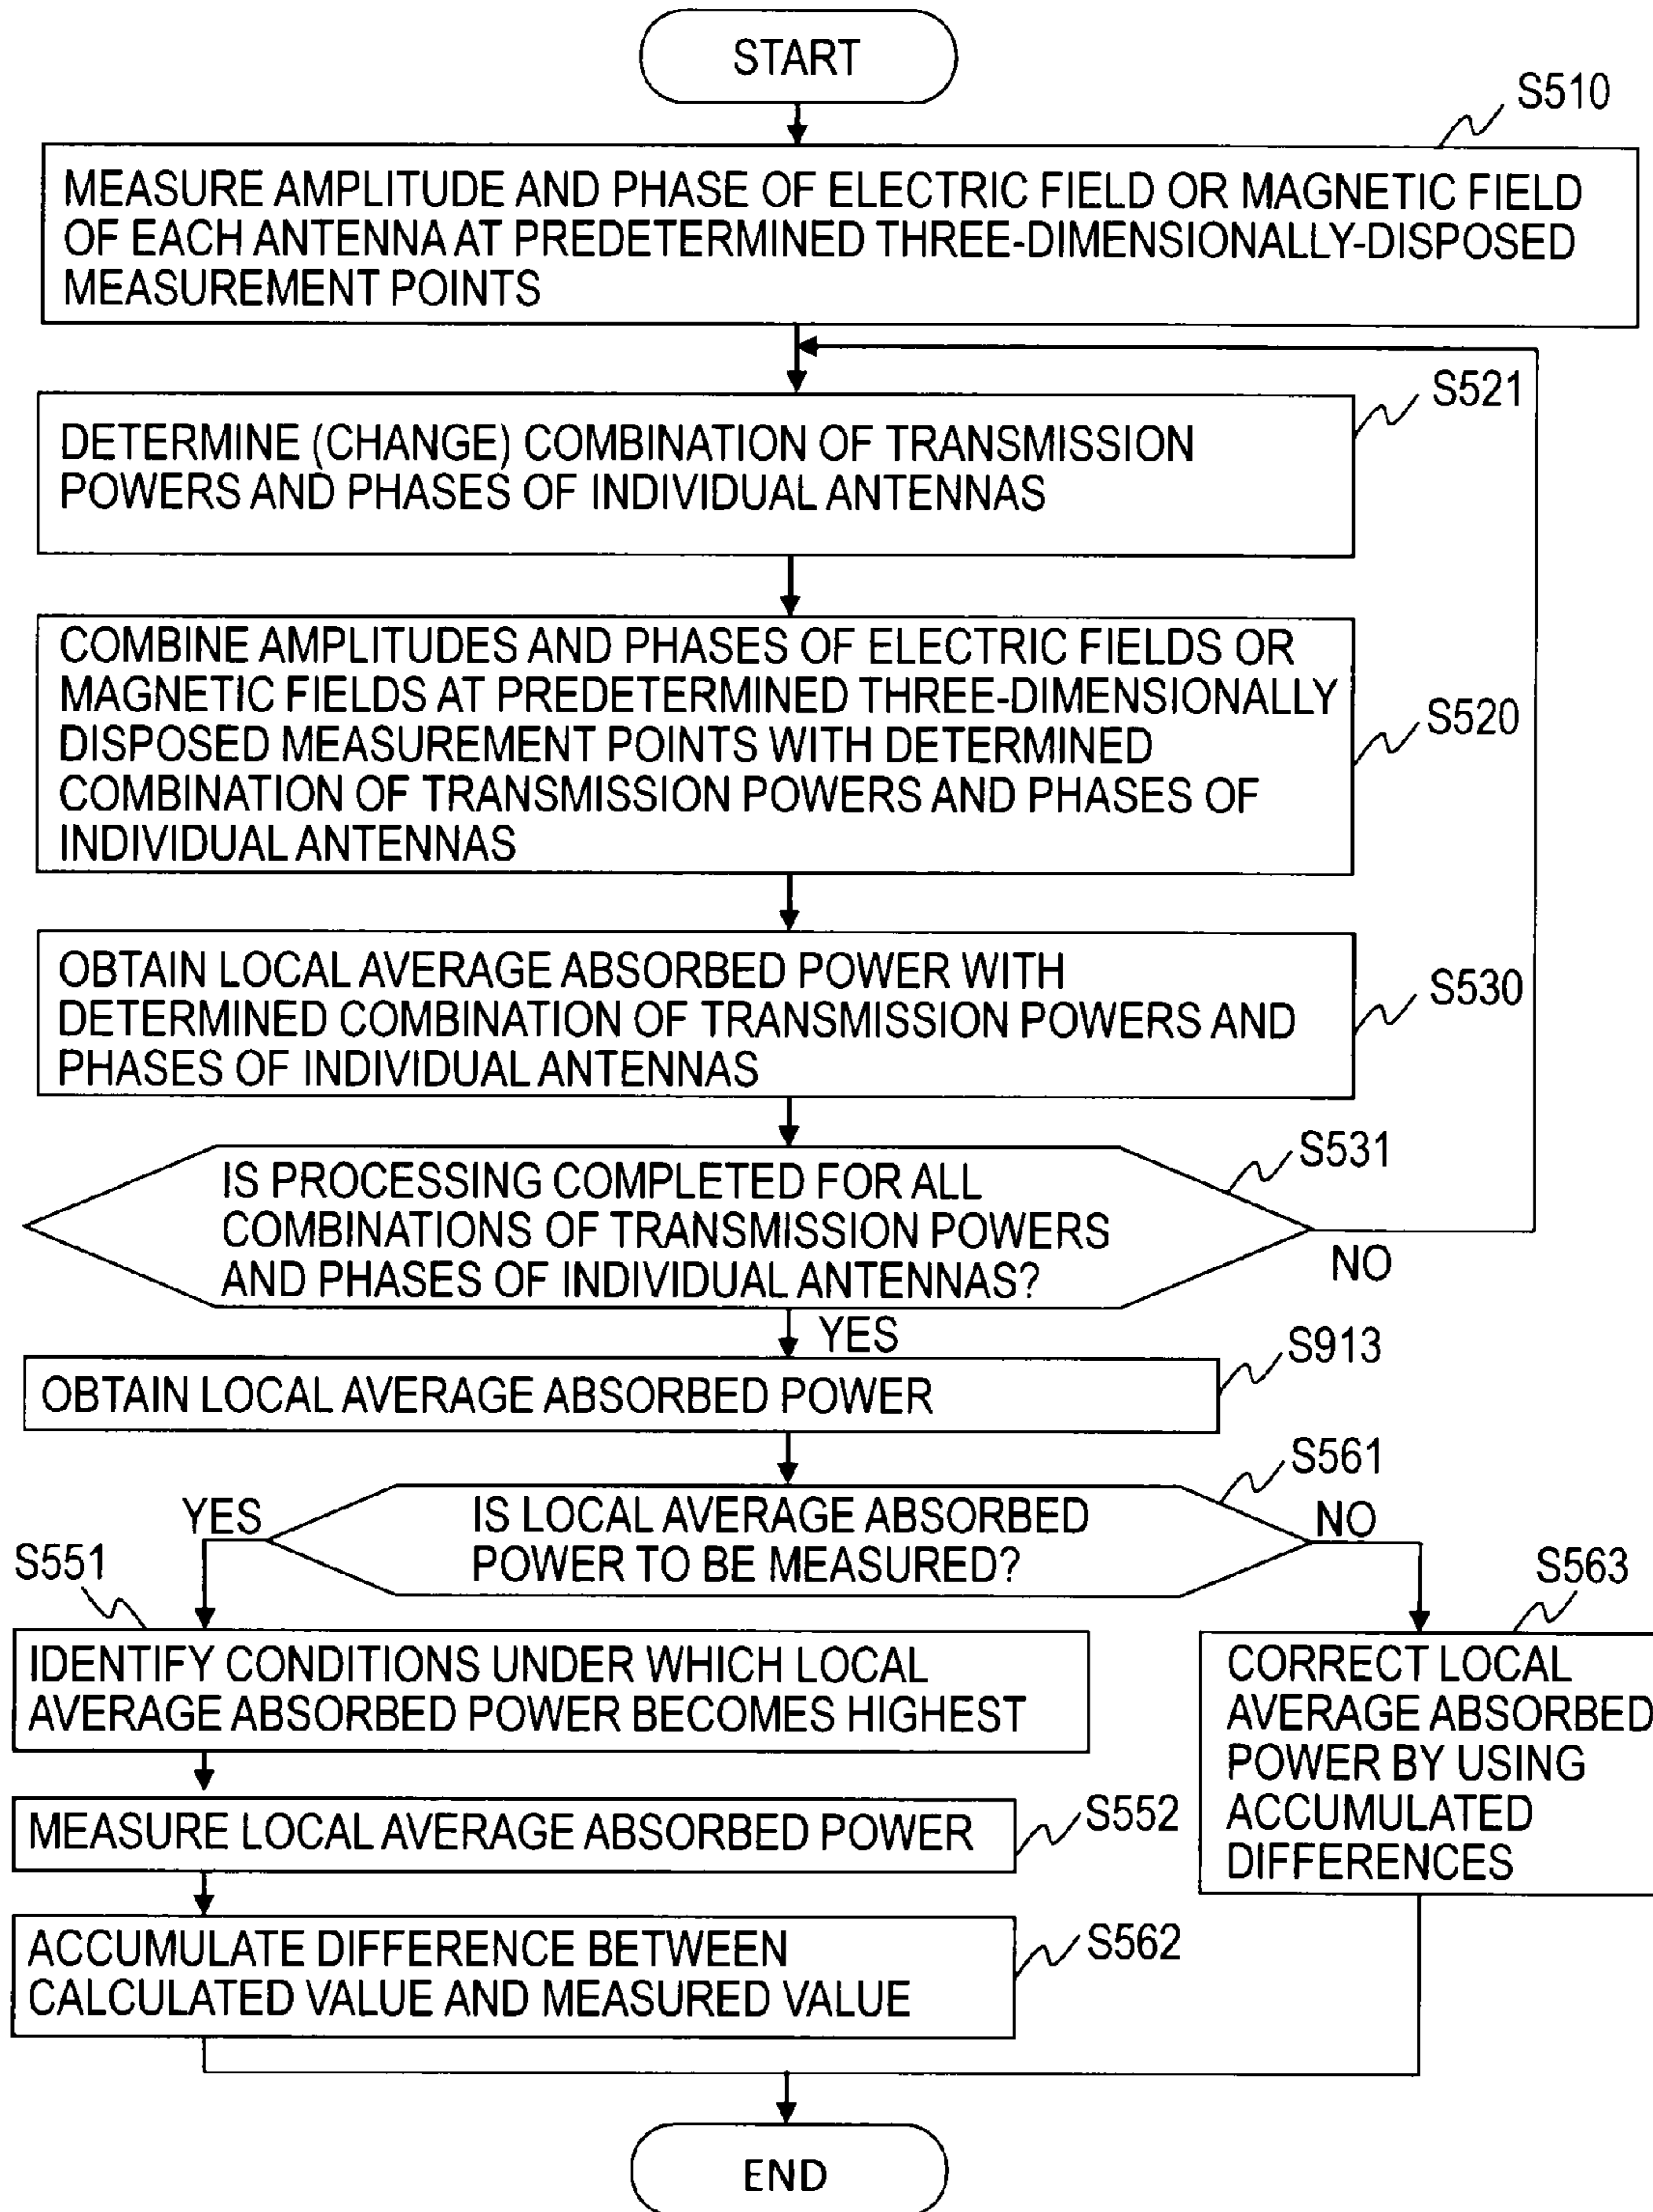 START
S510
MEASURE AMPLITUDE AND PHASE OF ELECTRIC FIELD OR MAGNETIC FIELD
OF EACH ANTENNA AT PREDETERMINED THREE-DIMENSIONALLY-DISPOSED
MEASUREMENT POINTS
S521
DETERMINE (CHANGE) COMBINATION OF TRANSMISSION
POWERS AND PHASES OF INDIVIDUAL ANTENNAS
COMBINE AMPLITUDES AND PHASES OF ELECTRIC FIELDS OR
MAGNETIC FIELDS AT PREDETERMINED THREE-DIMENSIONALLY
DISPOSED MEASUREMENT POINTS WITH DETERMINED
COMBINATION OF TRANSMISSION POWERS AND PHASES OF
INDIVIDUAL ANTENNAS
S520
OBTAIN LOCAL AVERAGE ABSORBED POWER WITH
DETERMINED COMBINATION OF TRANSMISSION POWERS AND
PHASES OF INDIVIDUAL ANTENNAS
S530
S531
IS PROCESSING COMPLETED FOR ALL
COMBINATIONS OF TRANSMISSION POWERS
AND PHASES OF INDIVIDUAL ANTENNAS?
NO
YES
S913
OBTAIN LOCAL AVERAGE ABSORBED POWER
S561
IS LOCAL AVERAGE ABSORBED
POWER TO BE MEASURED?
YES
NO
S551
IDENTIFY CONDITIONS UNDER WHICH LOCAL
AVERAGE ABSORBED POWER BECOMES HIGHEST
S563
CORRECT LOCAL
AVERAGE ABSORBED
POWER BY USING
ACCUMULATED
DIFFERENCES
MEASURE LOCAL AVERAGE ABSORBED POWER
S552
ACCUMULATE DIFFERENCE BETWEEN
CALCULATED VALUE AND MEASURED VALUE
S562
END